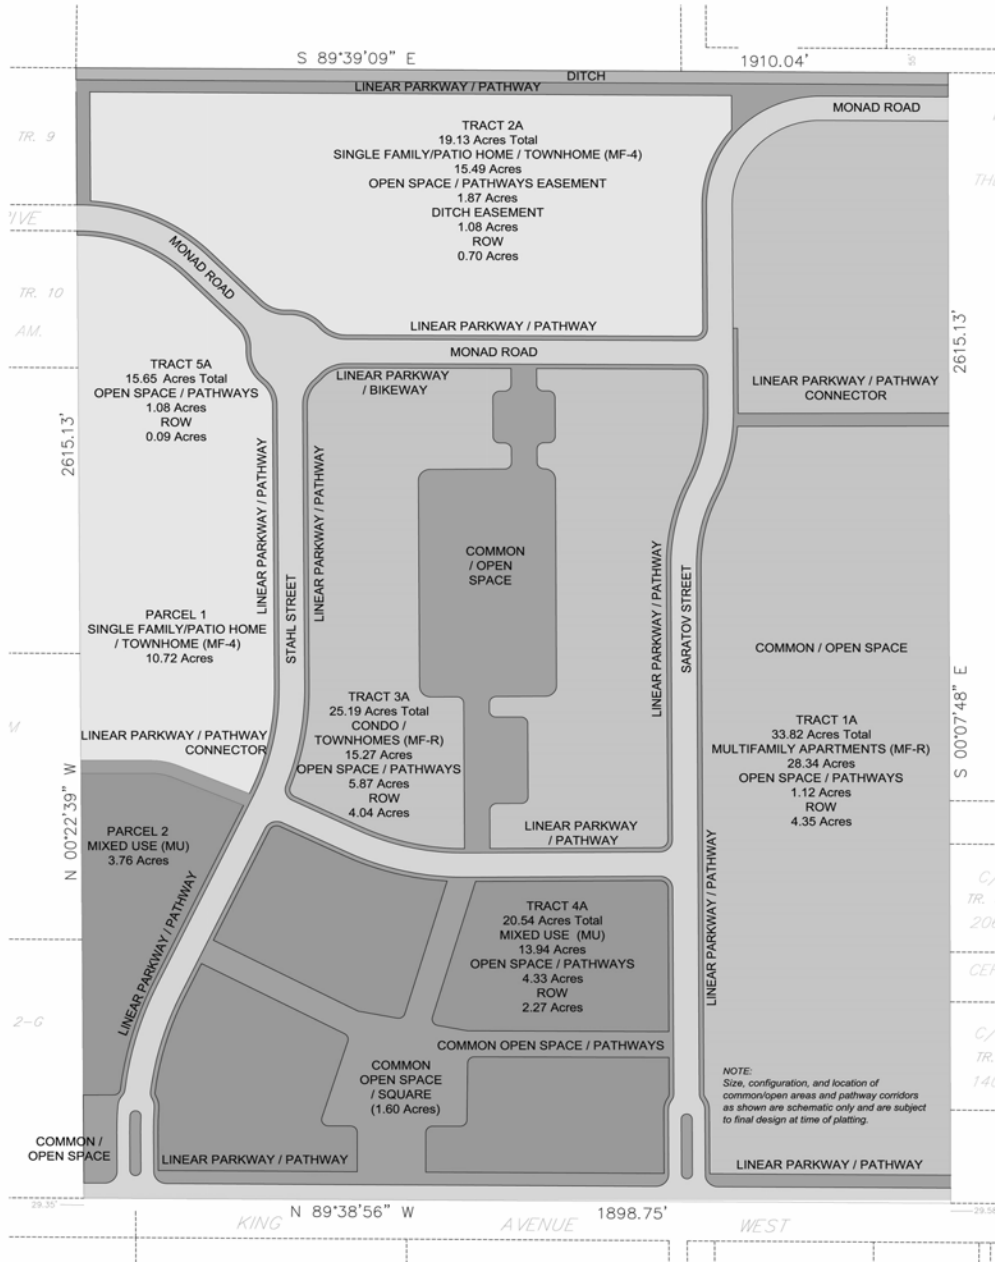 S 89°39'09" E
1910.04'
55'
DITCH
LINEAR PARKWAY / PATHWAY
MONAD ROAD
TR. 9
TRACT 2A
19.13 Acres Total
SINGLE FAMILY/PATIO HOME / TOWNHOME (MF-4)
15.49 Acres
OPEN SPACE / PATHWAYS EASEMENT
1.87 Acres
DITCH EASEMENT
1.08 Acres
ROW
0.70 Acres
MONAD ROAD
TR. 10
AM.
LINEAR PARKWAY / PATHWAY
MONAD ROAD
2615.13'
TRACT 5A
15.65 Acres Total
OPEN SPACE / PATHWAYS
1.08 Acres
ROW
0.09 Acres
LINEAR PARKWAY
/ BIKEWAY
LINEAR PARKWAY / PATHWAY
CONNECTOR
2615.13'
LINEAR PARKWAY / PATHWAY
LINEAR PARKWAY / PATHWAY
COMMON
/ OPEN
SPACE
LINEAR PARKWAY / PATHWAY
STAHL STREET
SARATOV STREET
PARCEL 1
SINGLE FAMILY/PATIO HOME
/ TOWNHOME (MF-4)
10.72 Acres
COMMON / OPEN SPACE
S 00°07'48" E
TRACT 3A
25.19 Acres Total
CONDO /
TOWNHOMES (MF-R)
15.27 Acres
OPEN SPACE / PATHWAYS
5.87 Acres
ROW
4.04 Acres
TRACT 1A
33.82 Acres Total
MULTIFAMILY APARTMENTS (MF-R)
28.34 Acres
OPEN SPACE / PATHWAYS
1.12 Acres
ROW
4.35 Acres
LINEAR PARKWAY / PATHWAY
CONNECTOR
N 00°22'39" W
PARCEL 2
MIXED USE (MU)
3.76 Acres
LINEAR PARKWAY
/ PATHWAY
LINEAR PARKWAY / PATHWAY
LINEAR PARKWAY / PATHWAY
TRACT 4A
20.54 Acres Total
MIXED USE (MU)
13.94 Acres
OPEN SPACE / PATHWAYS
4.33 Acres
ROW
2.27 Acres
TR.
2-G
COMMON OPEN SPACE / PATHWAYS
COMMON
OPEN SPACE
/ SQUARE
(1.60 Acres)
NOTE:
Size, configuration, and location of
common/open areas and pathway corridors
as shown are schematic only and are subject
to final design at time of platting.
TR.
COMMON /
OPEN SPACE
LINEAR PARKWAY / PATHWAY
LINEAR PARKWAY / PATHWAY
29.35'
N 89°38'56" W
1898.75'
KING AVENUE WEST